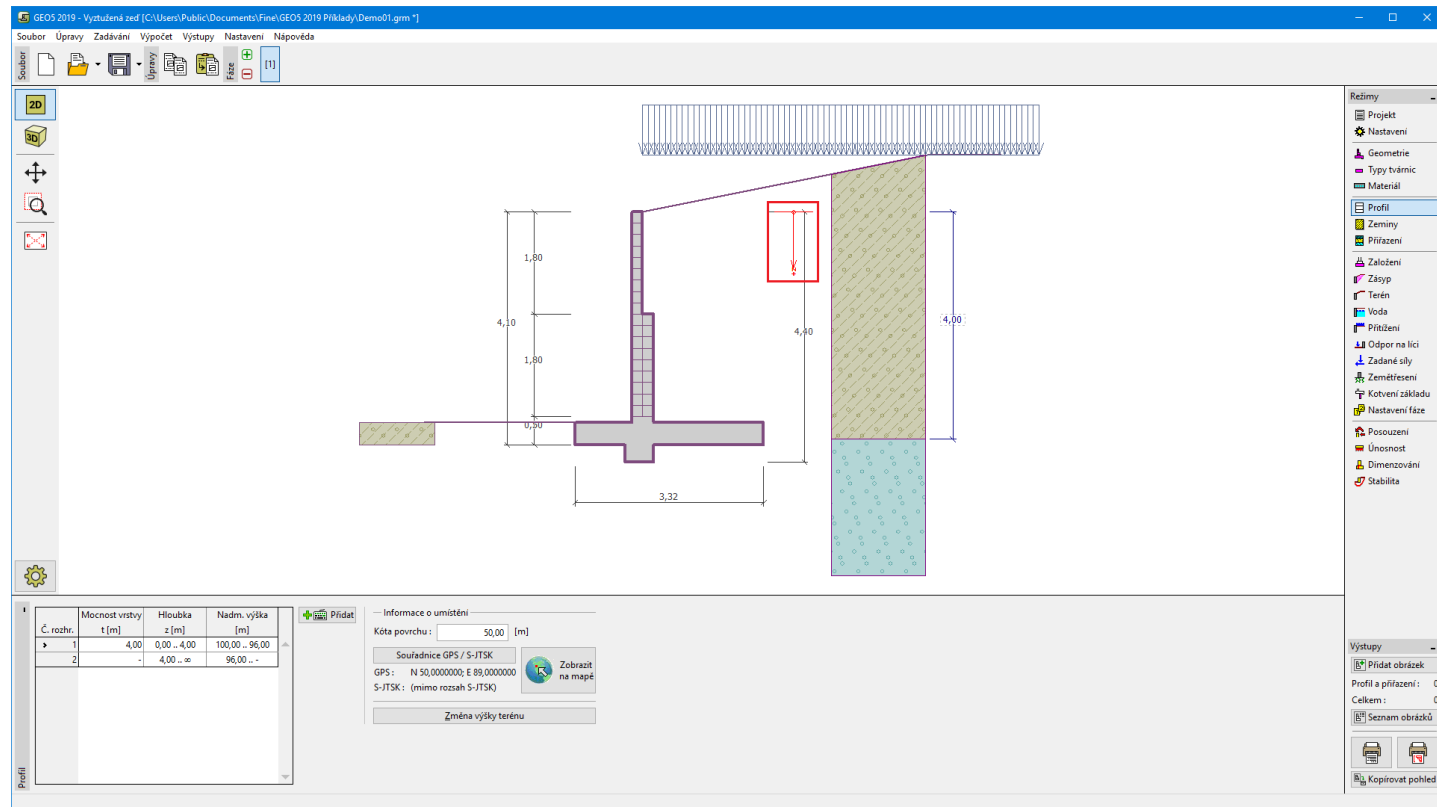 GEO5 2019 - Vyztužená zeď [C:\Users\Public\Documents\Fine\GEO5 2019 Příklady\Demo01.grm *]
Soubor Úpravy Zadávání Výpočet Výstupy Nastavení Nápověda
Soubor
Úpravy
Fáze
[1]
2D
3D
1,80
4,10
1,80
0,50
3,32
4,40
4,00
z
Režimy
Projekt
Nastavení
Geometrie
Typy tvárnic
Materiál
Profil
Zeminy
Přiřazení
Založení
Zásyp
Terén
Voda
Přitížení
Odpor na líci
Zadané síly
Zemětřesení
Kotvení základu
Nastavení fáze
Posouzení
Únosnost
Dimenzování
Stabilita
Profil
Č. rozhr. Mocnost vrstvy t [m] Hloubka z [m] Nadm. výška [m]
1 4,00 0,00 .. 4,00 100,00 .. 96,00
2 - 4,00 .. ∞ 96,00 .. -
Přidat
Informace o umístění
Kóta povrchu : 50,00 [m]
Souřadnice GPS / S-JTSK
GPS : N 50,0000000; E 89,0000000
S-JTSK : (mimo rozsah S-JTSK)
Zobrazit
na mapě
Změna výšky terénu
Výstupy
Přidat obrázek
Profil a přiřazení : 0
Celkem : 0
Seznam obrázků
Kopírovat pohled